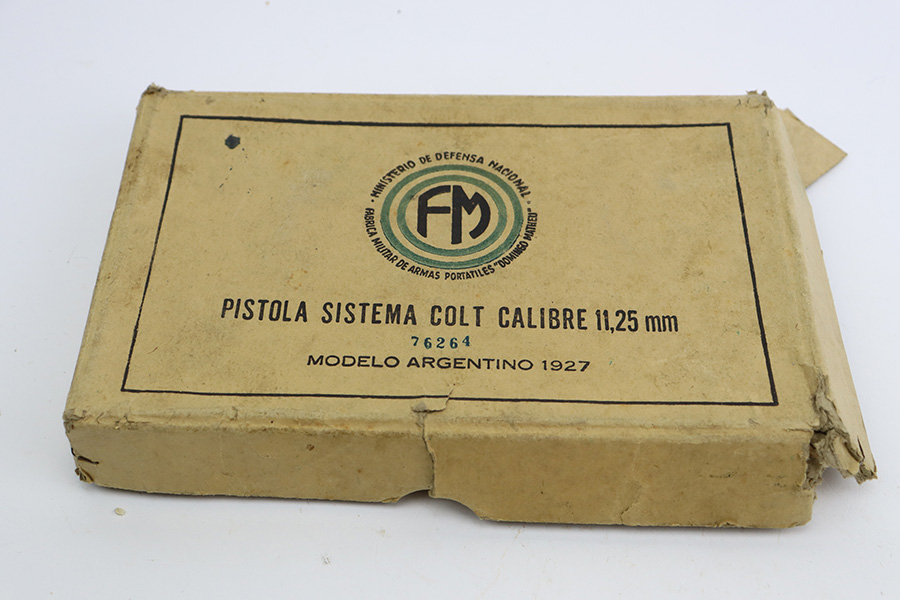 MINISTERIO DE DEFENSA NACIONAL
FM
FABRICA MILITAR DE ARMAS PORTATILES "DOMINGO MATHEU"
PISTOLA SISTEMA COLT CALIBRE 11,25 mm
76264
MODELO ARGENTINO 1927